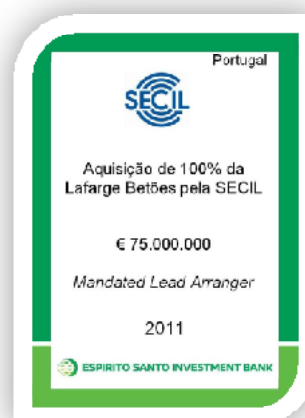 Portugal
SECIL
Aquisição de 100% da
Lafarge Betões pela SECIL
€ 75.000.000
Mandated Lead Arranger
2011
ESPIRITO SANTO INVESTMENT BANK